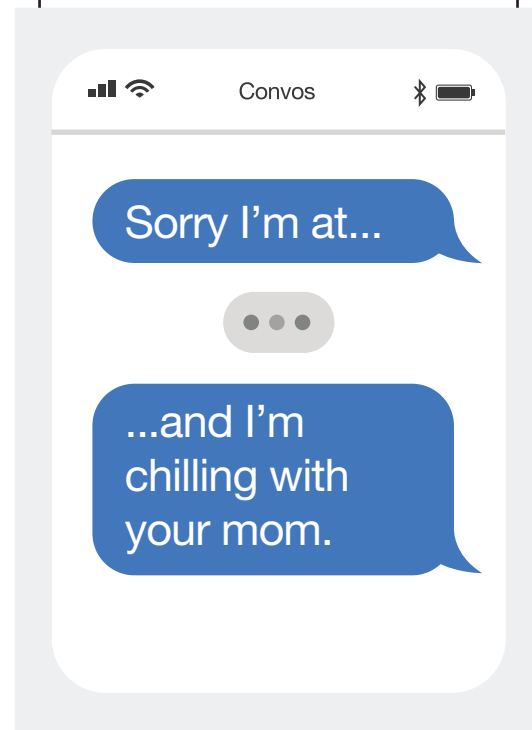 Convos
Sorry I’m at...
...and I’m
chilling with
your mom.